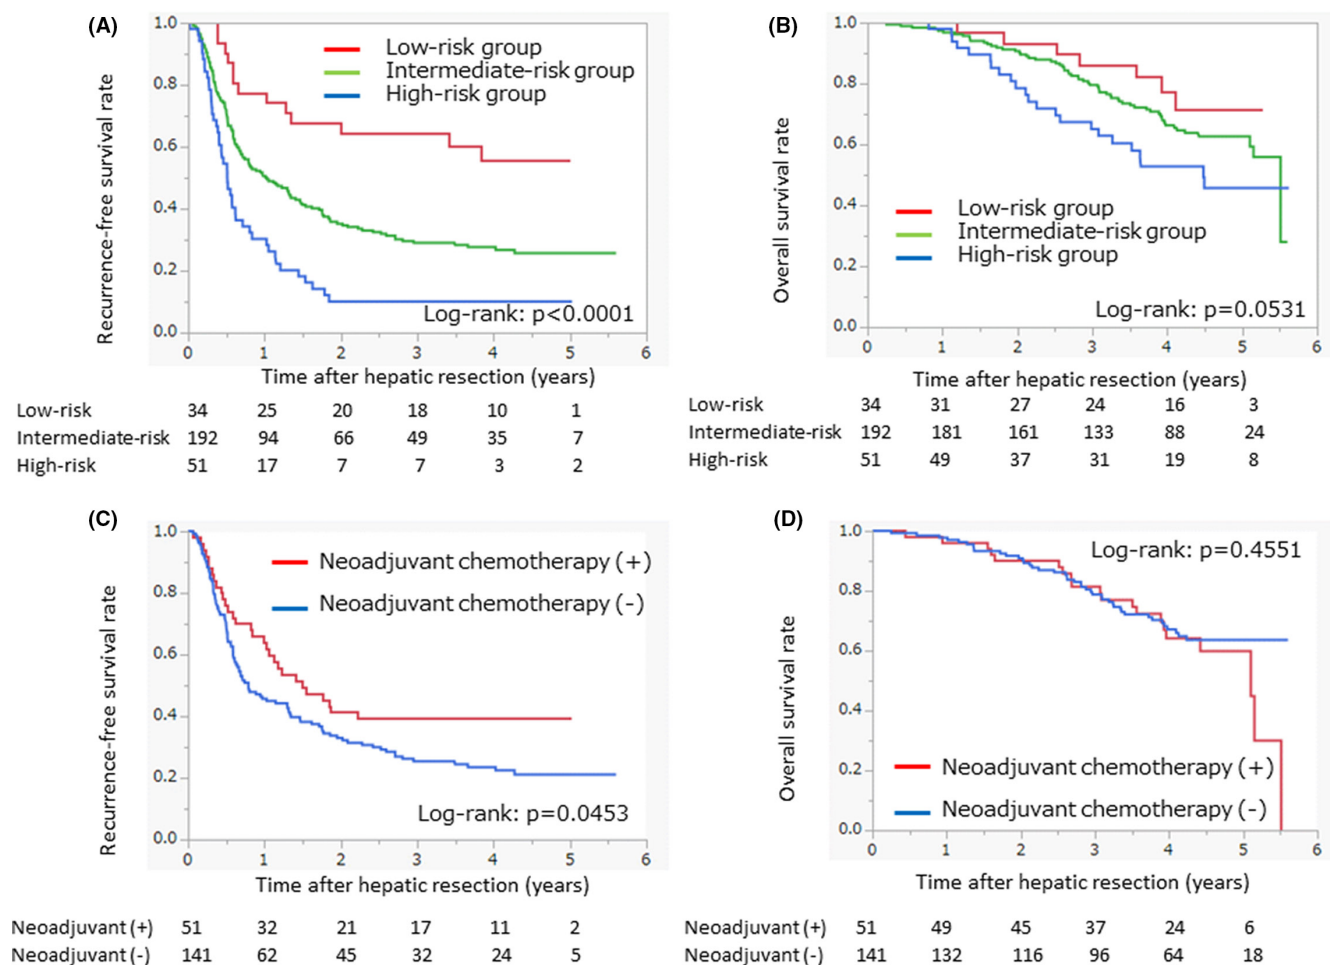 (A)
Recurrence-free survival rate
1.0
0.8
0.6
0.4
0.2
0.0
Low-risk group
Intermediate-risk group
High-risk group
Log-rank: p<0.0001
0 1 2 3 4 5 6
Time after hepatic resection (years)
Low-risk 34 25 20 18 10 1
Intermediate-risk 192 94 66 49 35 7
High-risk 51 17 7 7 3 2
(B)
Overall survival rate
1.0
0.8
0.6
0.4
0.2
0.0
Low-risk group
Intermediate-risk group
High-risk group
Log-rank: p=0.0531
0 1 2 3 4 5 6
Time after hepatic resection (years)
Low-risk 34 31 27 24 16 3
Intermediate-risk 192 181 161 133 88 24
High-risk 51 49 37 31 19 8
(C)
Recurrence-free survival rate
1.0
0.8
0.6
0.4
0.2
0.0
Neoadjuvant chemotherapy (+)
Neoadjuvant chemotherapy (-)
Log-rank: p=0.0453
0 1 2 3 4 5 6
Time after hepatic resection (years)
Neoadjuvant (+) 51 32 21 17 11 2
Neoadjuvant (-) 141 62 45 32 24 5
(D)
Overall survival rate
1.0
0.8
0.6
0.4
0.2
0.0
Log-rank: p=0.4551
Neoadjuvant chemotherapy (+)
Neoadjuvant chemotherapy (-)
0 1 2 3 4 5 6
Time after hepatic resection (years)
Neoadjuvant (+) 51 49 45 37 24 6
Neoadjuvant (-) 141 132 116 96 64 18